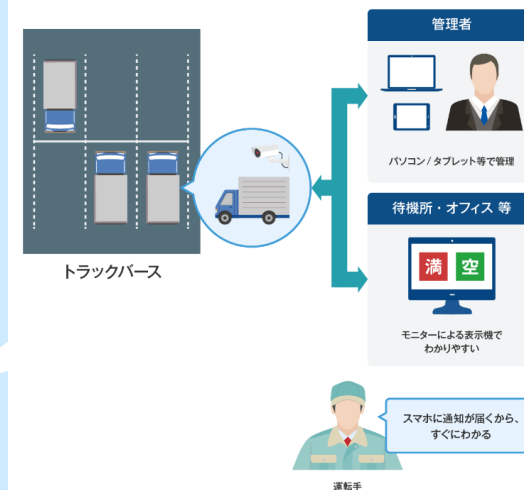 管理者
パソコン / タブレット等で管理
トラックバース
待機所・オフィス 等
満 空
モニターによる表示機で
わかりやすい
スマホに通知が届くから、
すぐにわかる
運転手